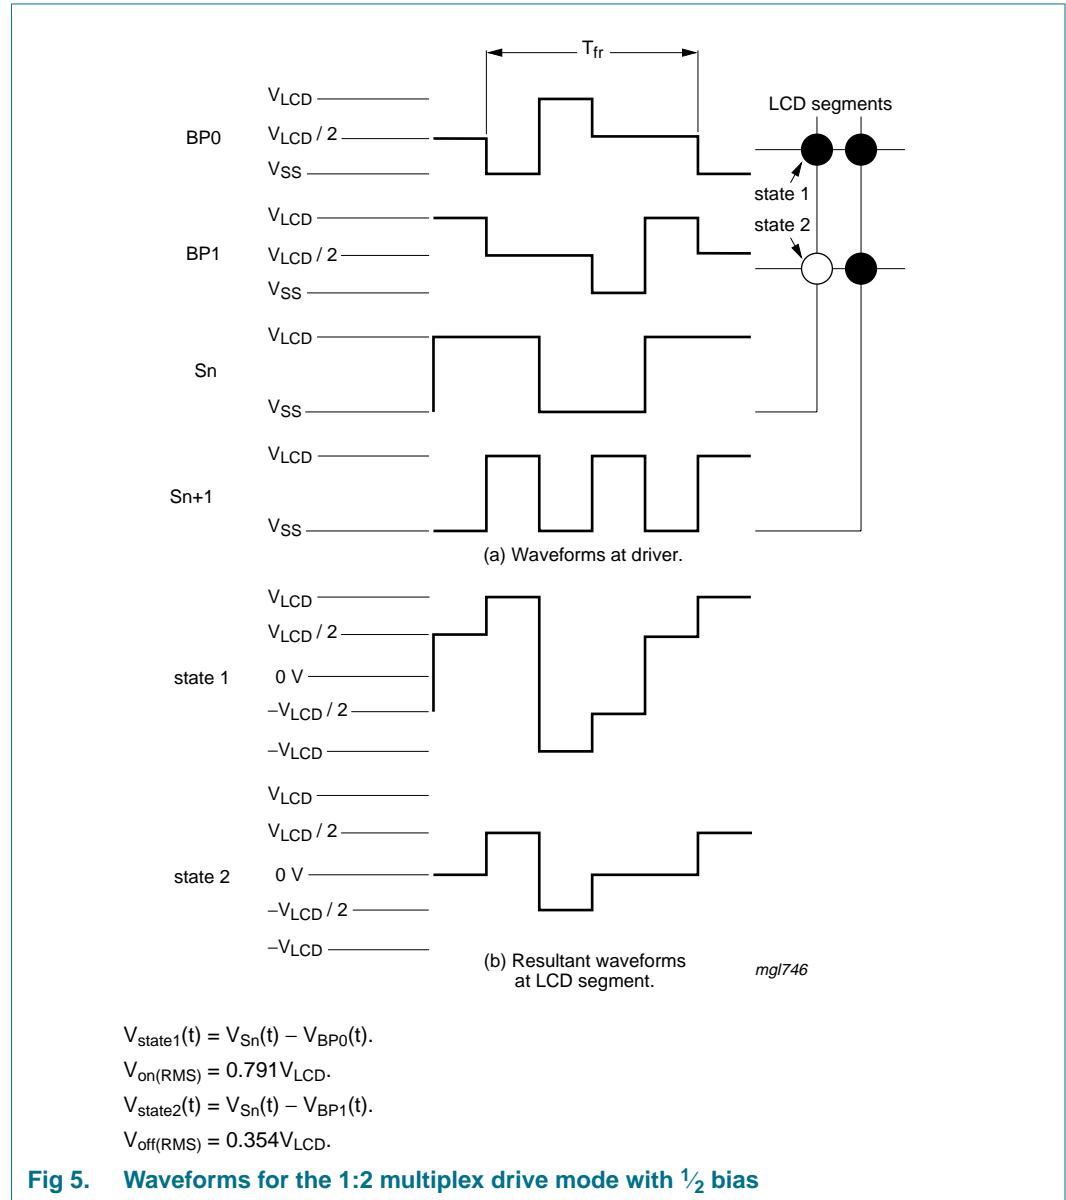 Tfr
VLCD
BP0
VLCD / 2
VSS
LCD segments
state 1
VLCD
state 2
BP1
VLCD / 2
VSS
VLCD
Sn
VSS
VLCD
Sn+1
VSS
(a) Waveforms at driver.
VLCD
VLCD / 2
state 1
0 V
−VLCD / 2
−VLCD
VLCD
VLCD / 2
state 2
0 V
−VLCD / 2
−VLCD
(b) Resultant waveforms
at LCD segment.
mgl746
Vstate1(t) = VSn(t) − VBP0(t).
Von(RMS) = 0.791VLCD.
Vstate2(t) = VSn(t) − VBP1(t).
Voff(RMS) = 0.354VLCD.
Fig 5. Waveforms for the 1:2 multiplex drive mode with 1⁄2 bias